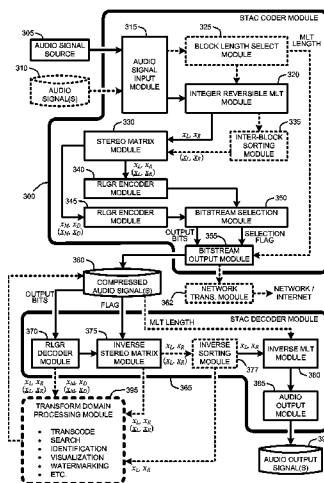 STAC CODER MODULE
305
AUDIO SIGNAL SOURCE
310
AUDIO SIGNAL(S)
315
AUDIO SIGNAL INPUT MODULE
325
BLOCK LENGTH SELECT MODULE
MLT LENGTH
320
INTEGER REVERSIBLE MLT MODULE
330
STEREO MATRIX MODULE
335
INTER-BLOCK SORTING MODULE
300
340
RLGR ENCODER MODULE
345
RLGR ENCODER MODULE
350
BITSTREAM SELECTION MODULE
OUTPUT BITS
SELECTION FLAG
355
BITSTREAM OUTPUT MODULE
360
COMPRESSED AUDIO SIGNAL(S)
362
NETWORK TRANS. MODULE
NETWORK / INTERNET
OUTPUT BITS
FLAG
MLT LENGTH
STAC DECODER MODULE
370
RLGR DECODER MODULE
375
INVERSE STEREO MATRIX MODULE
INVERSE SORTING MODULE
377
INVERSE MLT MODULE
380
365
395
TRANSFORM DOMAIN PROCESSING MODULE
• TRANSCODE
• SEARCH
• IDENTIFICATION
• VISUALIZATION
• WATERMARKING
• ETC.
AUDIO OUTPUT MODULE
AUDIO OUTPUT SIGNAL(S)